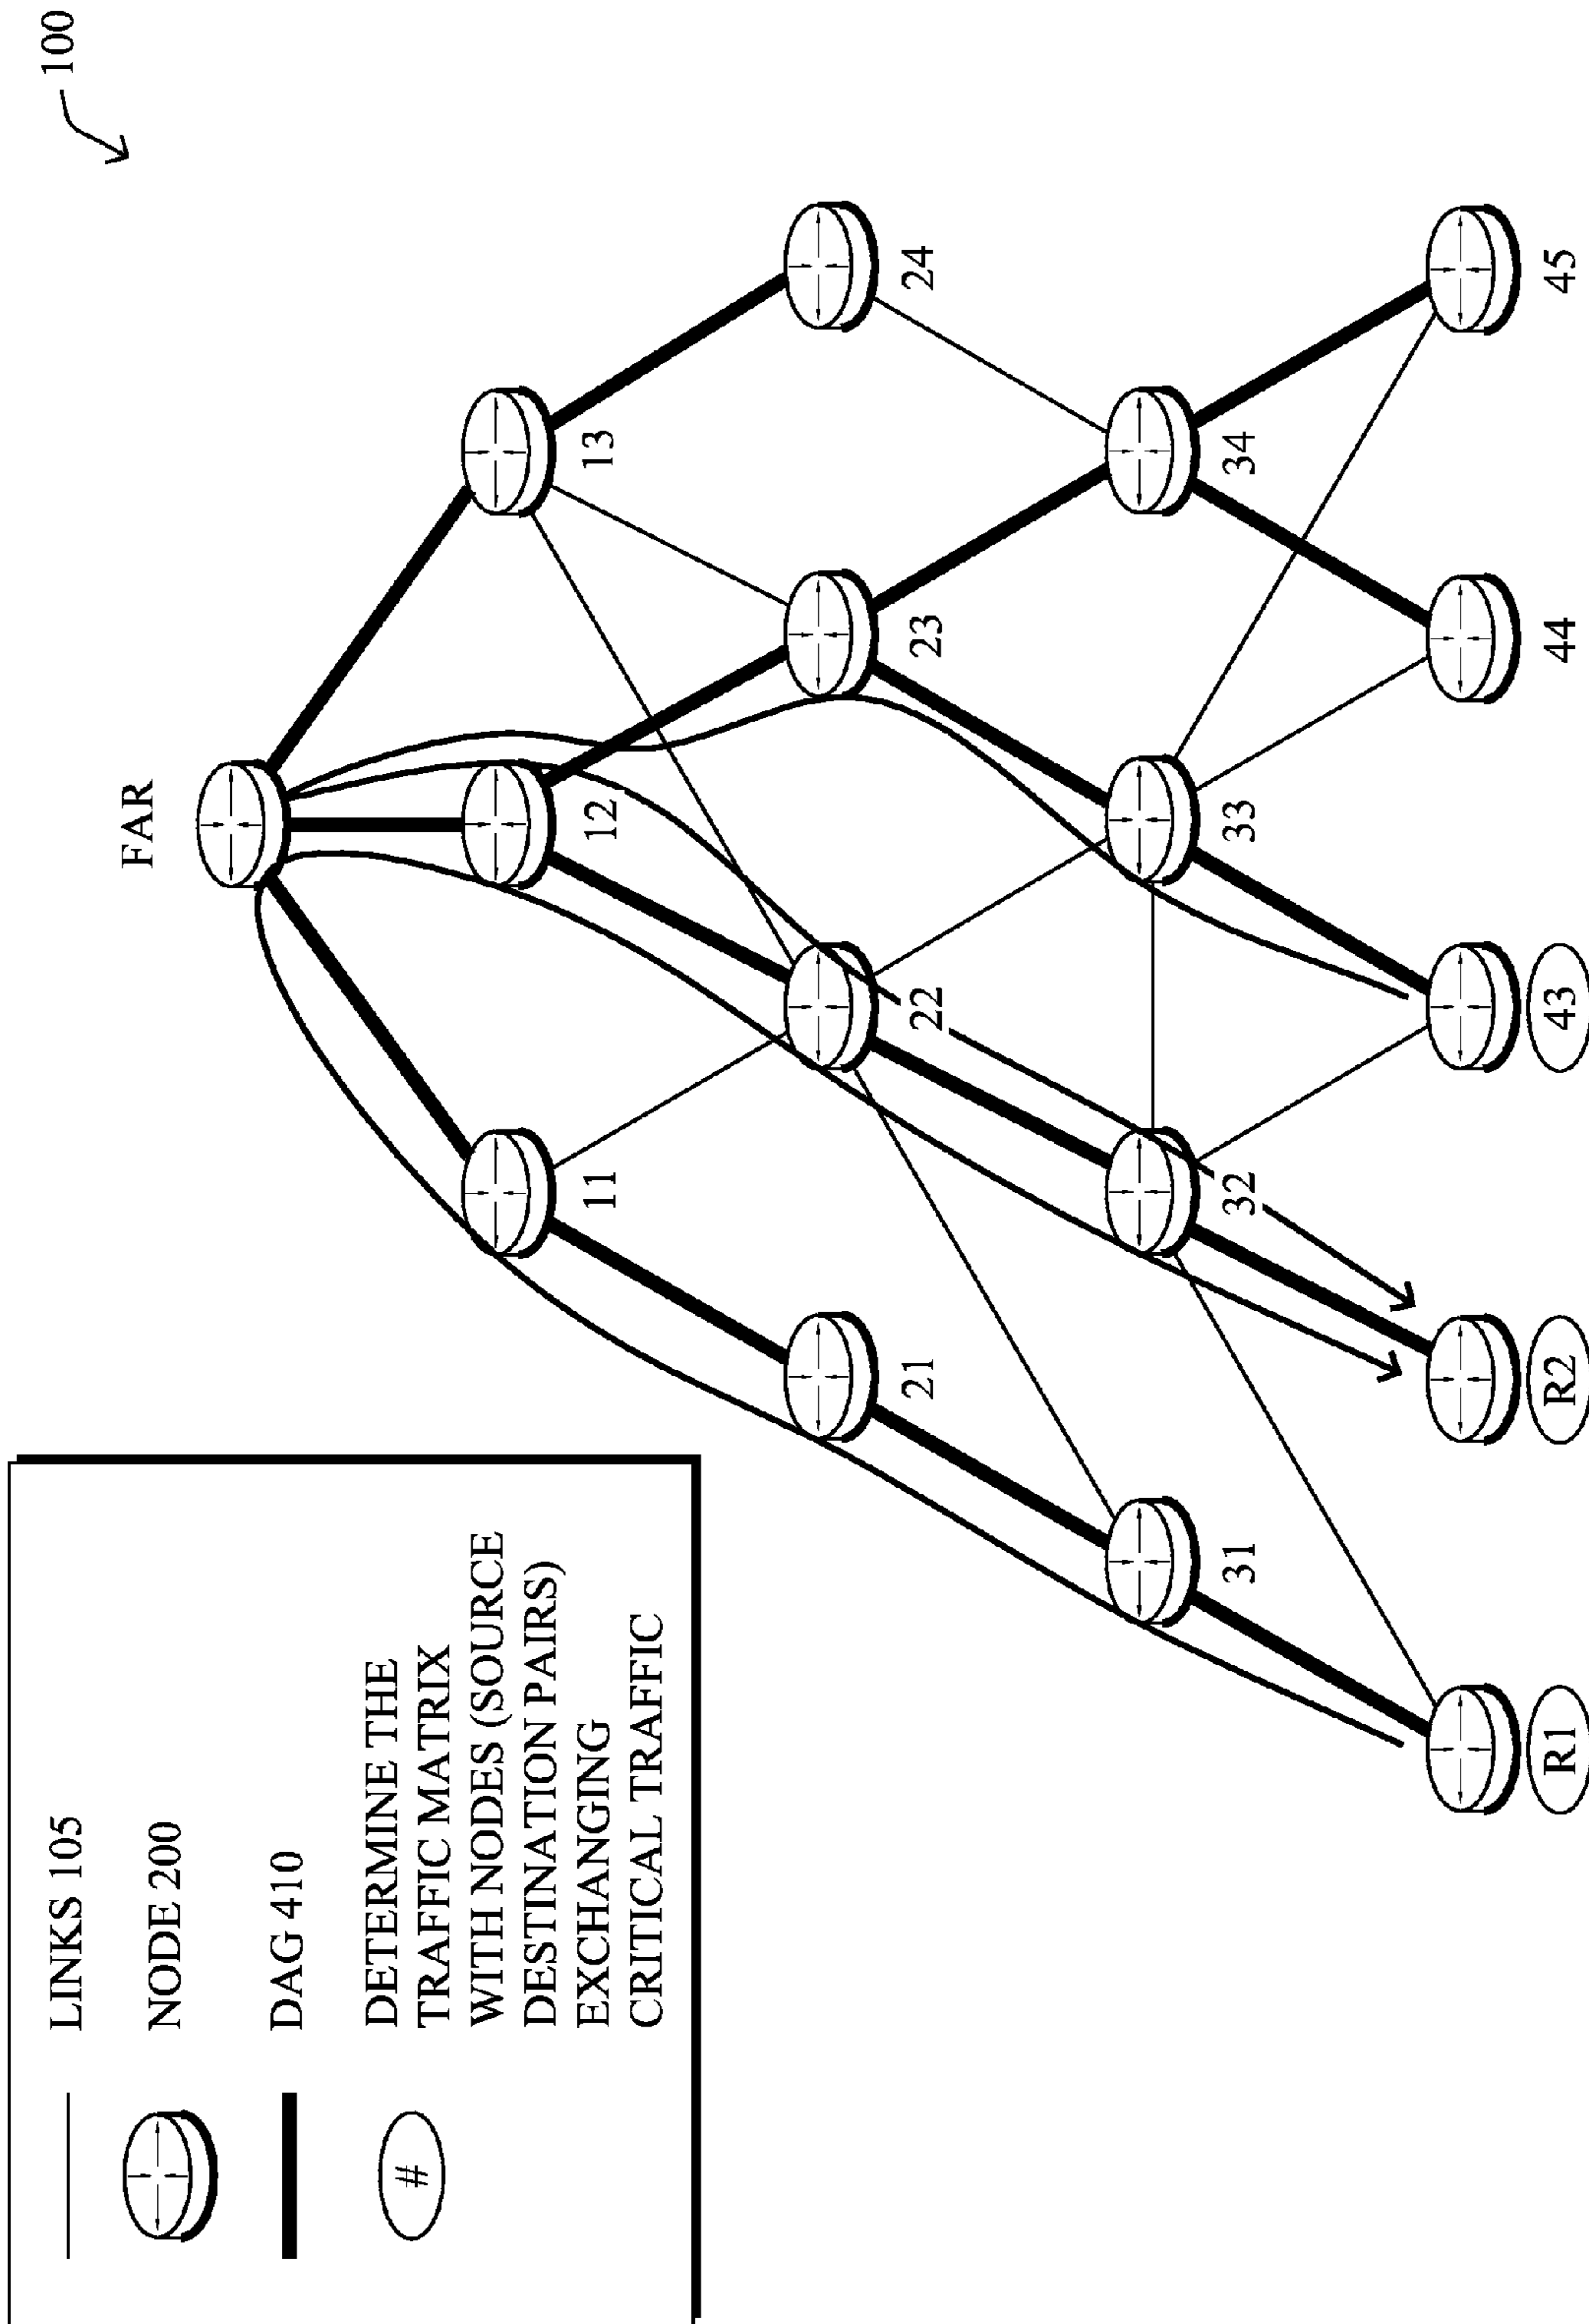 100
LINKS 105
NODE 200
DAG 410
#
DETERMINE THE
TRAFFIC MATRIX
WITH NODES (SOURCE
DESTINATION PAIRS)
EXCHANGING
CRITICAL TRAFFIC
FAR
11
12
13
21
22
23
24
31
32
33
34
R1
R2
43
44
45